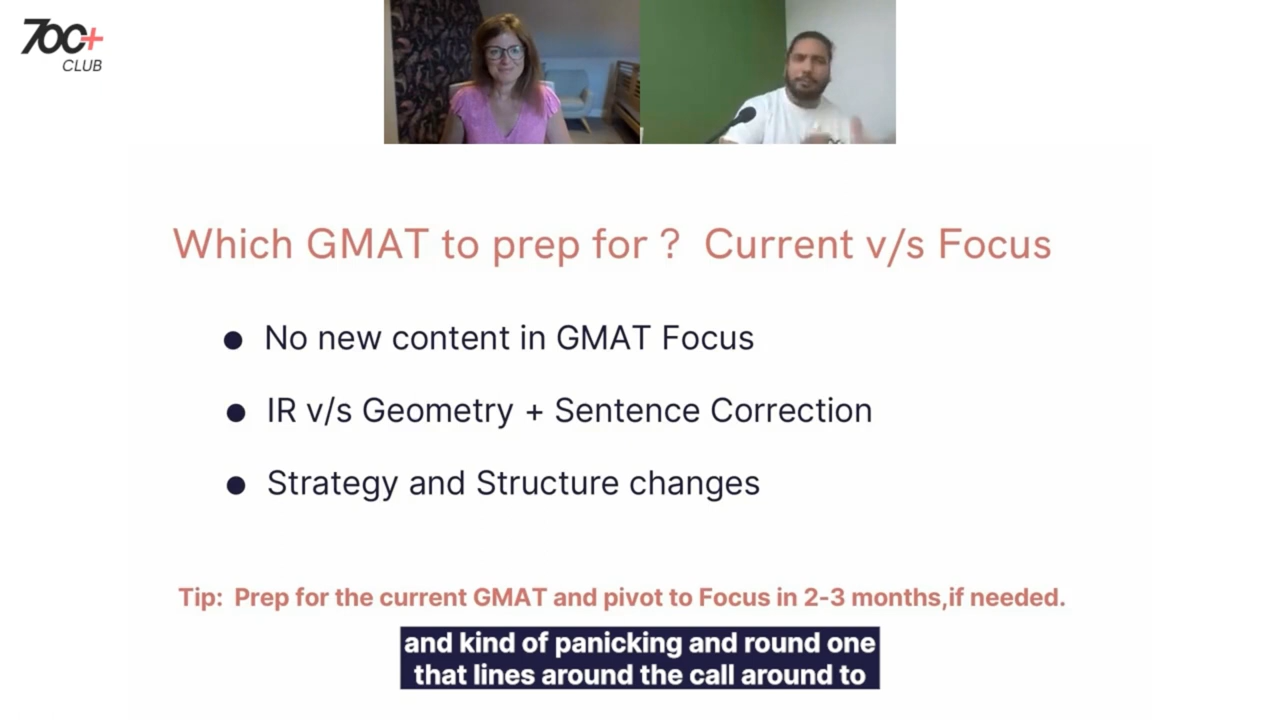 700+
CLUB
Which GMAT to prep for ? Current v/s Focus
No new content in GMAT Focus
IR v/s Geometry + Sentence Correction
Strategy and Structure changes
Tip: Prep for the current GMAT and pivot to Focus in 2-3 months,if needed.
and kind of panicking and round one
that lines around the call around to